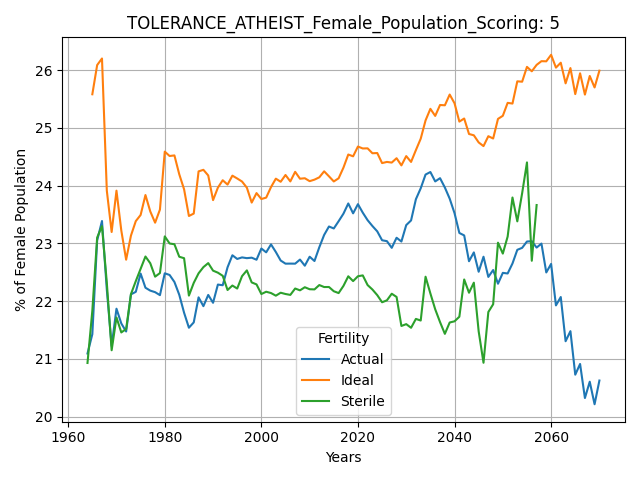 TOLERANCE_ATHEIST_Female_Population_Scoring: 5
% of Female Population
26
25
24
23
22
21
20
Fertility
Actual
Ideal
Sterile
1960 1980 2000 2020 2040 2060
Years